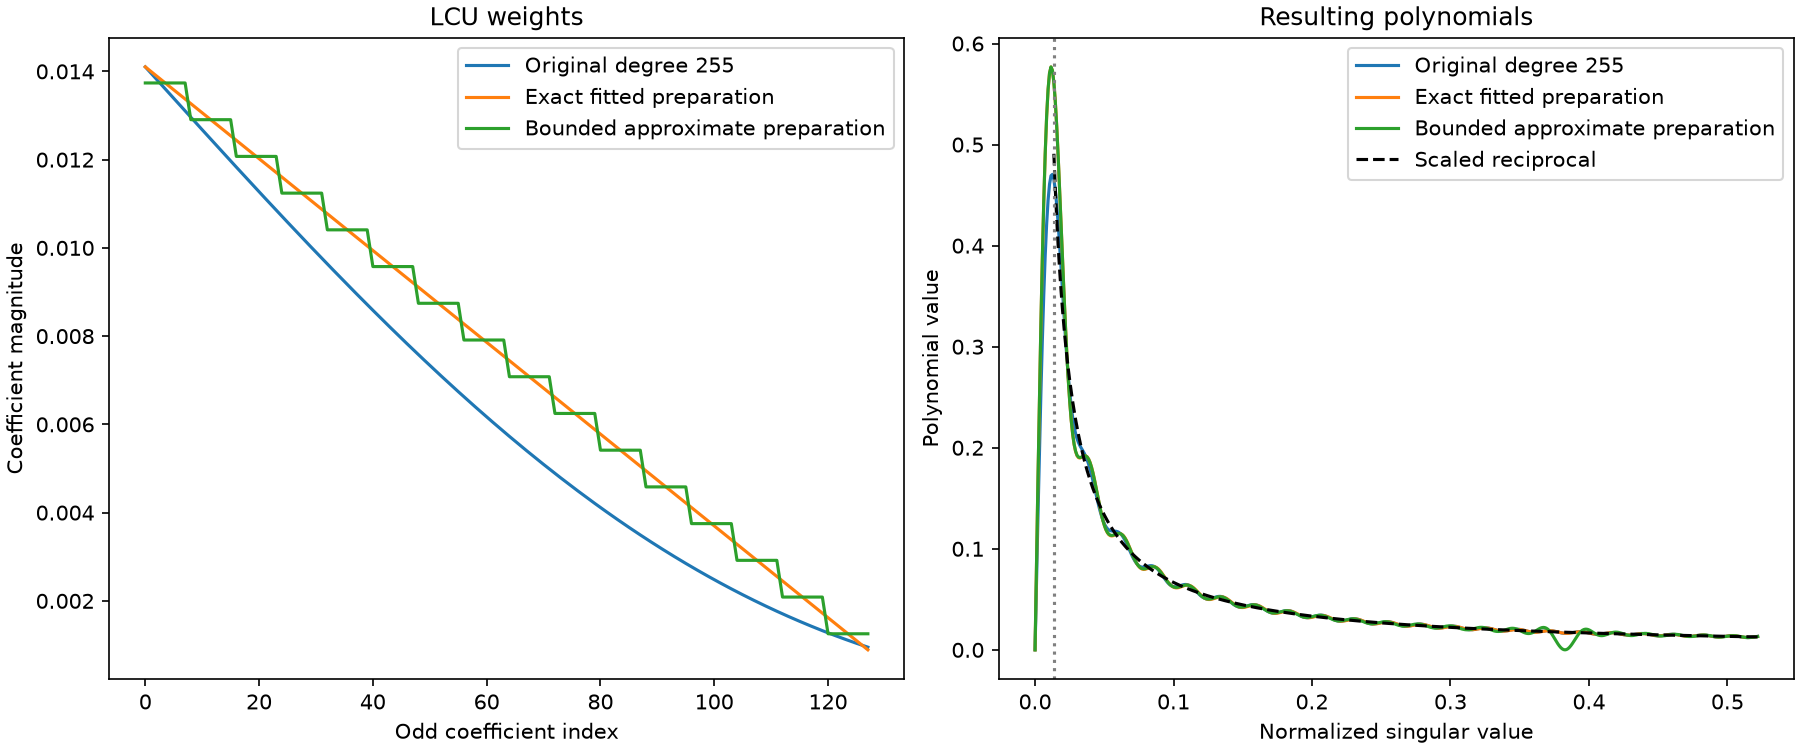 LCU weights
Original degree 255
Exact fitted preparation
Bounded approximate preparation
0.014
0.012
0.010
0.008
0.006
0.004
0.002
Coefficient magnitude
0 20 40 60 80 100 120
Odd coefficient index
Resulting polynomials
Original degree 255
Exact fitted preparation
Bounded approximate preparation
Scaled reciprocal
0.6
0.5
0.4
0.3
0.2
0.1
0.0
Polynomial value
0.0 0.1 0.2 0.3 0.4 0.5
Normalized singular value